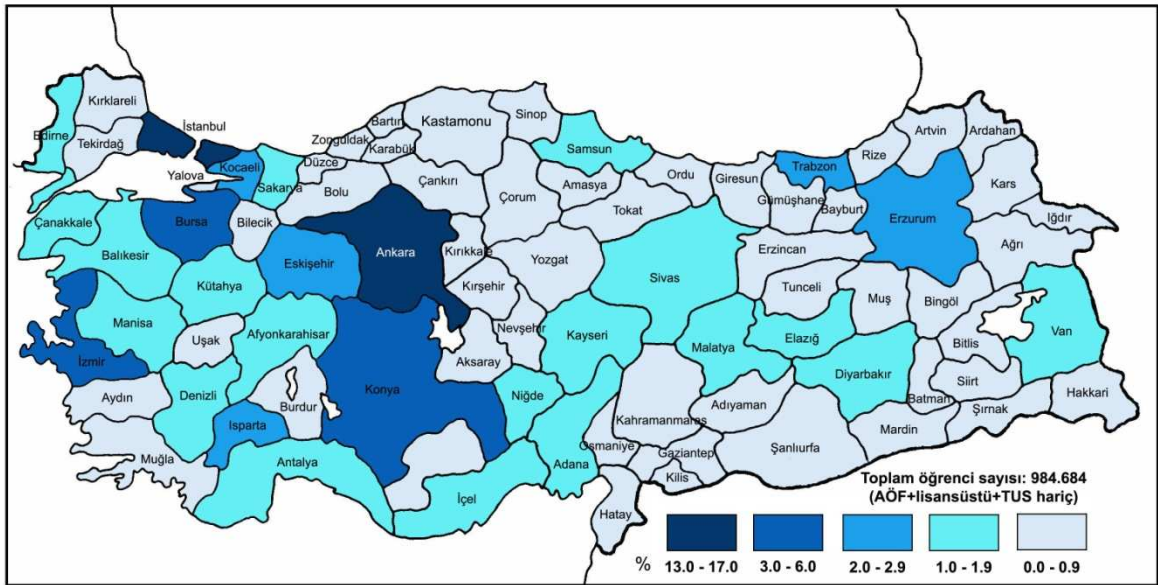 Kırklareli
Edirne
Tekirdağ
İstanbul
Kocaeli
Yalova
Sakarya
Düzce
Zonguldak
Bartın
Karabük
Kastamonu
Sinop
Samsun
Bolu
Çankırı
Çorum
Amasya
Ordu
Giresun
Trabzon
Rize
Artvin
Ardahan
Kars
Iğdır
Ağrı
Erzurum
Bayburt
Gümüşhane
Tokat
Çanakkale
Balıkesir
Bursa
Bilecik
Eskişehir
Ankara
Kırıkkale
Yozgat
Sivas
Erzincan
Tunceli
Bingöl
Muş
Van
Bitlis
Kütahya
Manisa
Uşak
Afyonkarahisar
Kırşehir
Nevşehir
Kayseri
Malatya
Elazığ
Diyarbakır
Batman
Siirt
Şırnak
Hakkari
İzmir
Aydın
Denizli
Burdur
Isparta
Konya
Aksaray
Niğde
Kahramanmaras
Adıyaman
Mardin
Şanlıurfa
Muğla
Antalya
İçel
Adana
Osmaniye
Gaziantep
Kilis
Hatay
Toplam öğrenci sayısı: 984.684
(AÖF+lisansüstü+TUS hariç)
% 13.0 - 17.0 3.0 - 6.0 2.0 - 2.9 1.0 - 1.9 0.0 - 0.9